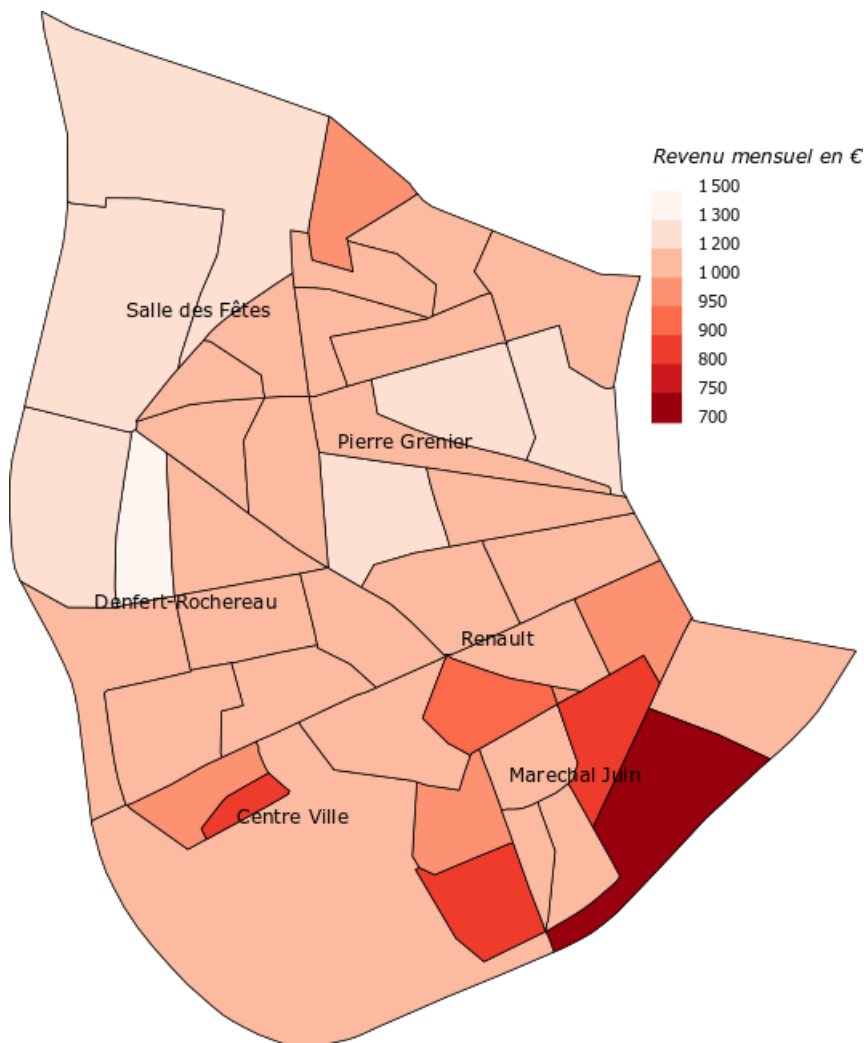 Revenu mensuel en €
1 500
1 300
1 200
1 000
950
900
800
750
700
Salle des Fêtes
Pierre Grenier
Denfert-Rochereau
Renault
Marechal Juin
Centre Ville